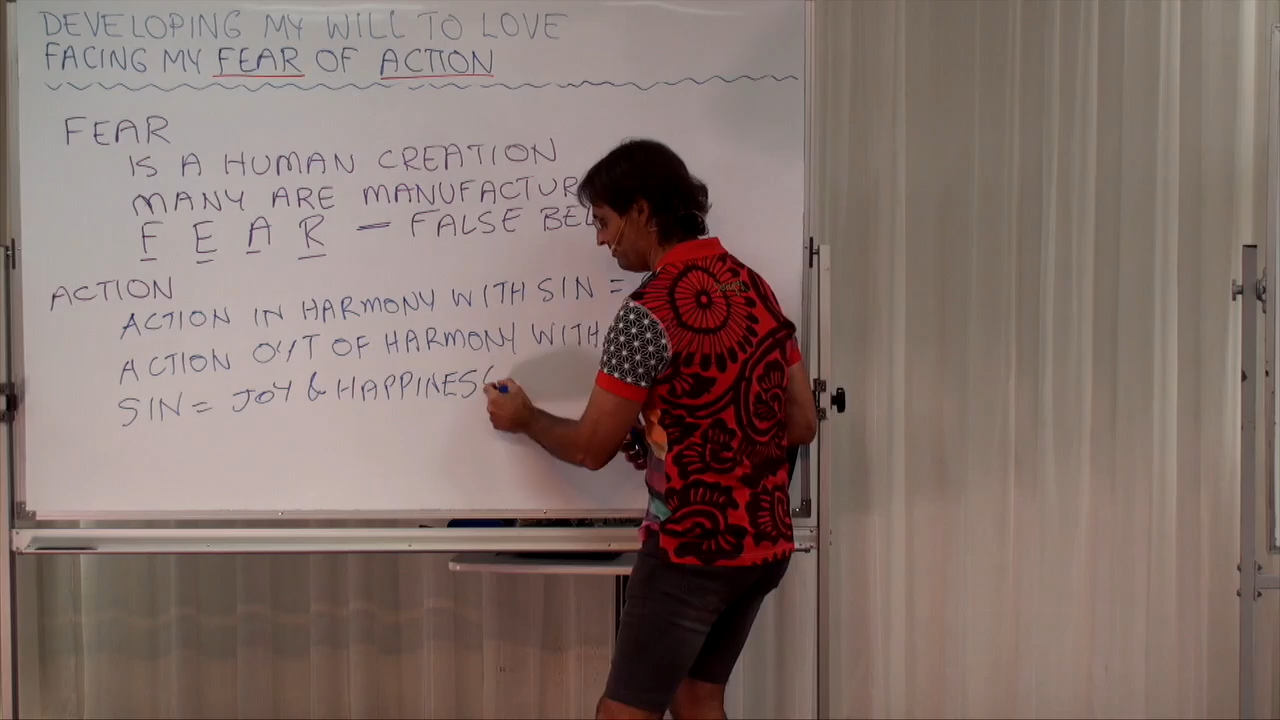 DEVELOPING MY WILL TO LOVE
FACING MY FEAR OF ACTION
FEAR
IS A HUMAN CREATION
MANY ARE MANUFACTUR
F E A R — FALSE BEL
ACTION
ACTION IN HARMONY WITH SIN =
ACTION OUT OF HARMONY WITH
SIN = JOY & HAPPINESS